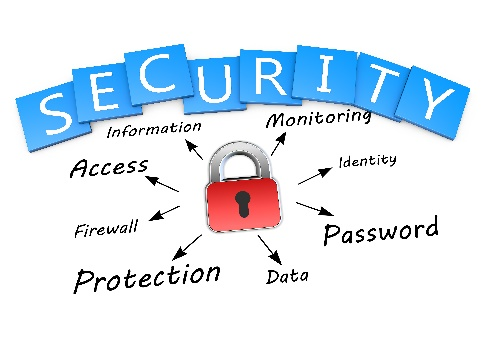 SECURITY
Information
Monitoring
Access
Identity
Firewall
Password
Protection
Data